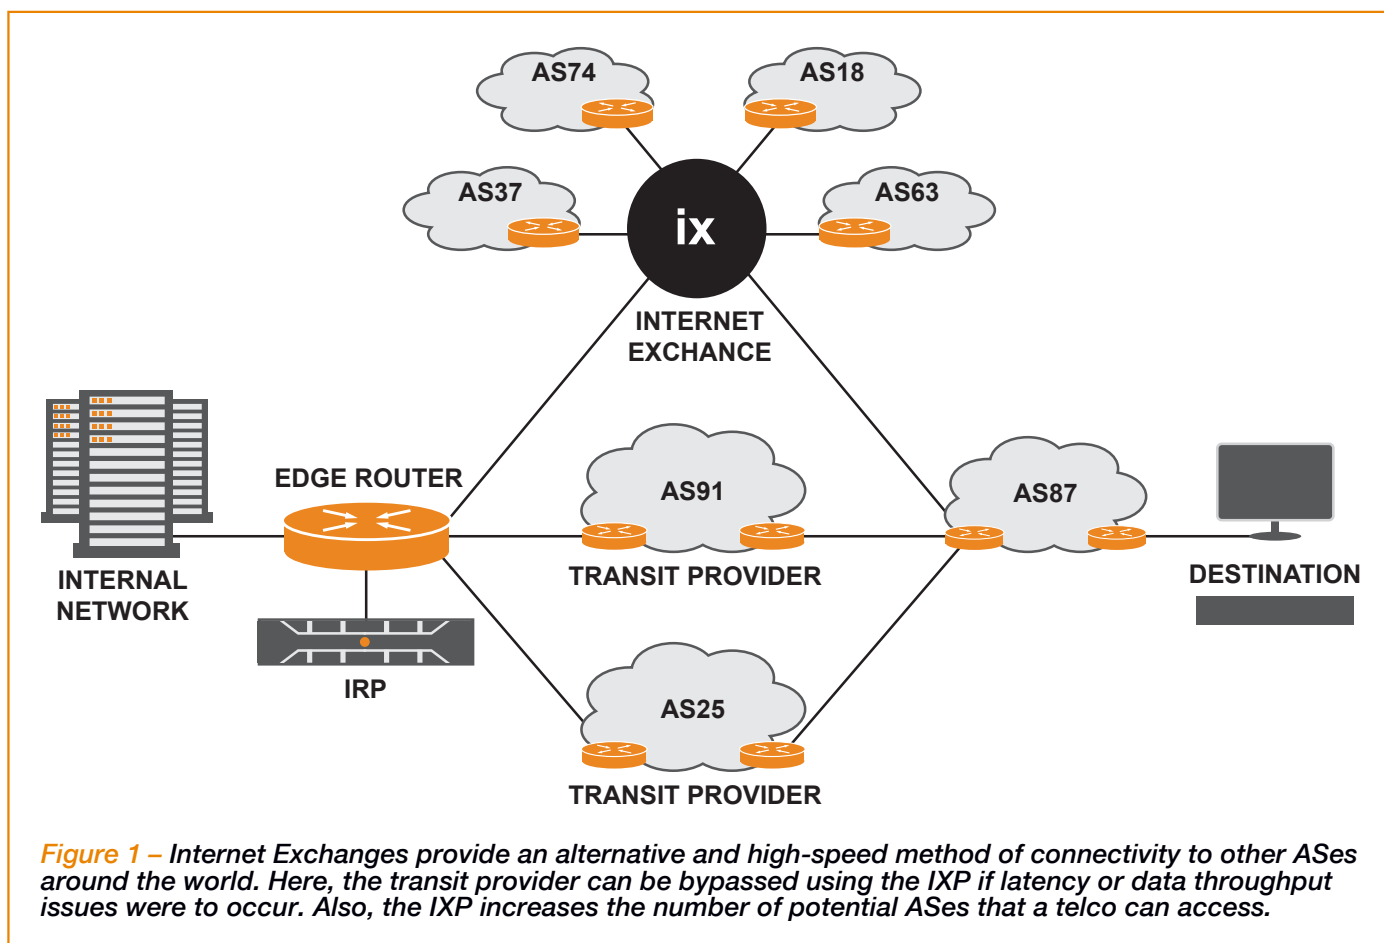 AS74
AS18
AS37
AS63
ix
INTERNET
EXCHANCE
EDGE ROUTER
AS91
AS87
TRANSIT PROVIDER
INTERNAL
NETWORK
DESTINATION
IRP
AS25
TRANSIT PROVIDER
Figure 1 – Internet Exchanges provide an alternative and high-speed method of connectivity to other ASes
around the world. Here, the transit provider can be bypassed using the IXP if latency or data throughput
issues were to occur. Also, the IXP increases the number of potential ASes that a telco can access.